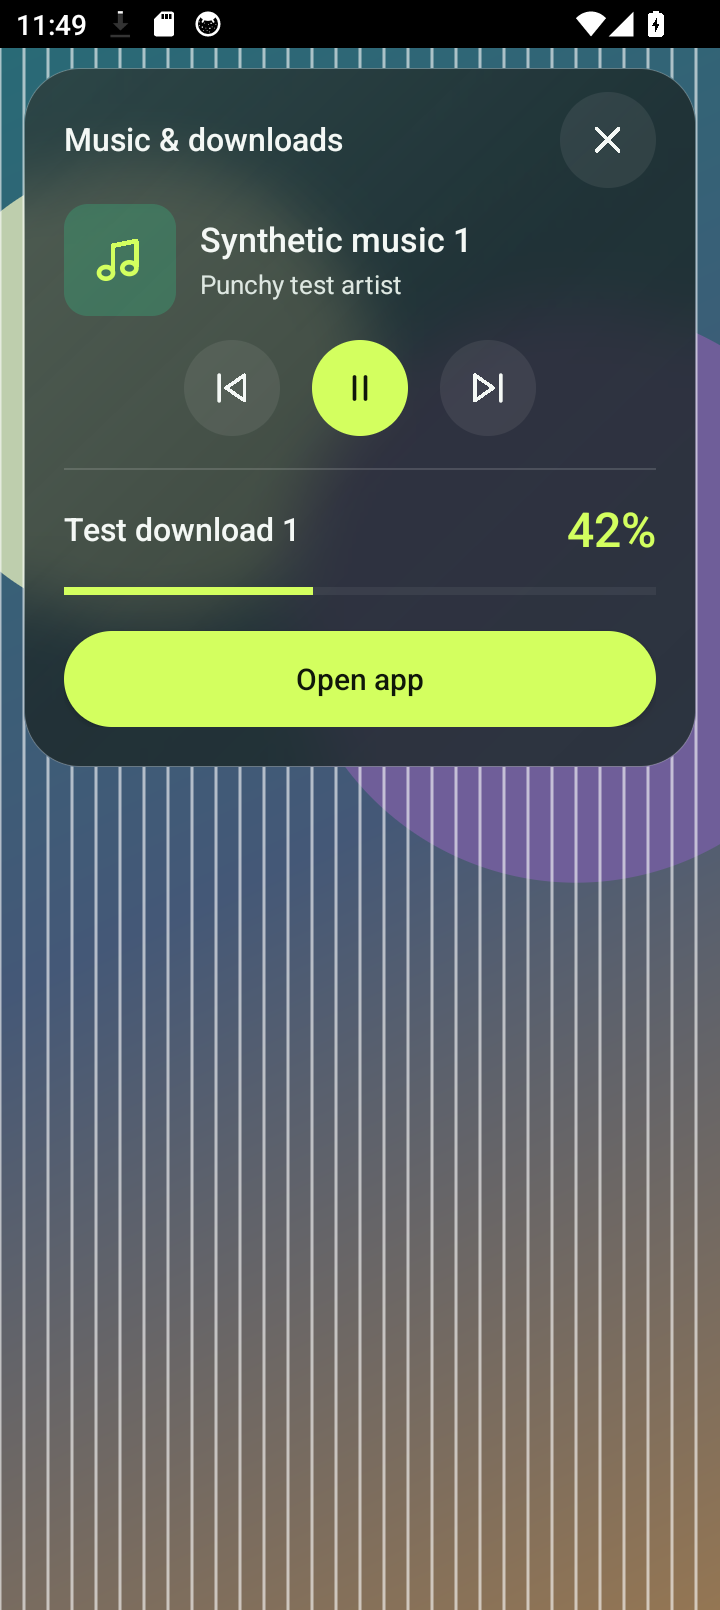 11:49
Music & downloads
Synthetic music 1
Punchy test artist
Test download 1
42%
Open app